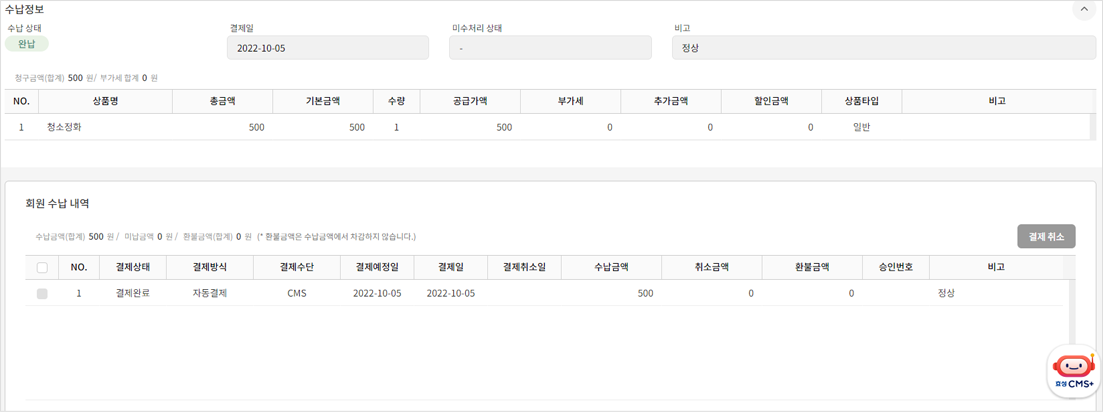 수납정보
수납 상태 결제일 미수처리 상태 비고
완납 2022-10-05 - 정상
청구금액(합계) 500 원/ 부가세 합계 0 원
NO. 상품명 총금액 기본금액 수량 공급가액 부가세 추가금액 할인금액 상품타입 비고
1 청소정화 500 500 1 500 0 0 0 일반
회원 수납 내역
수납금액(합계) 500 원 / 미납금액 0 원 / 환불금액(합계) 0 원 (* 환불금액은 수납금액에서 차감하지 않습니다.)
결제 취소
NO. 결제상태 결제방식 결제수단 결제예정일 결제일 결제취소일 수납금액 취소금액 환불금액 승인번호 비고
1 결제완료 자동결제 CMS 2022-10-05 2022-10-05 500 0 0 정상
효성 CMS+